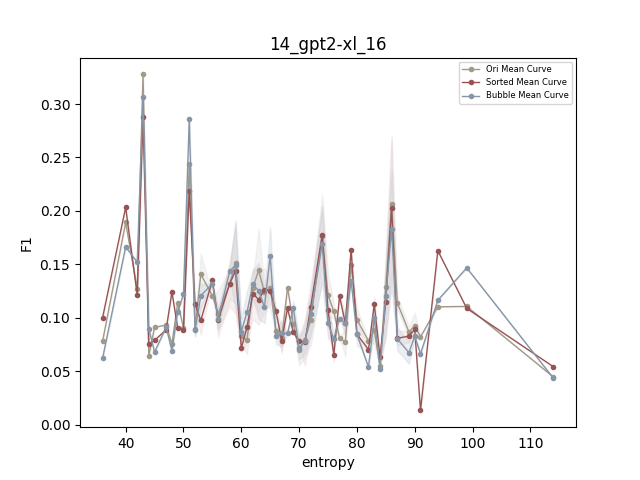 14_gpt2-xl_16
Ori Mean Curve
Sorted Mean Curve
Bubble Mean Curve
F1
0.30
0.25
0.20
0.15
0.10
0.05
0.00
40 50 60 70 80 90 100 110
entropy